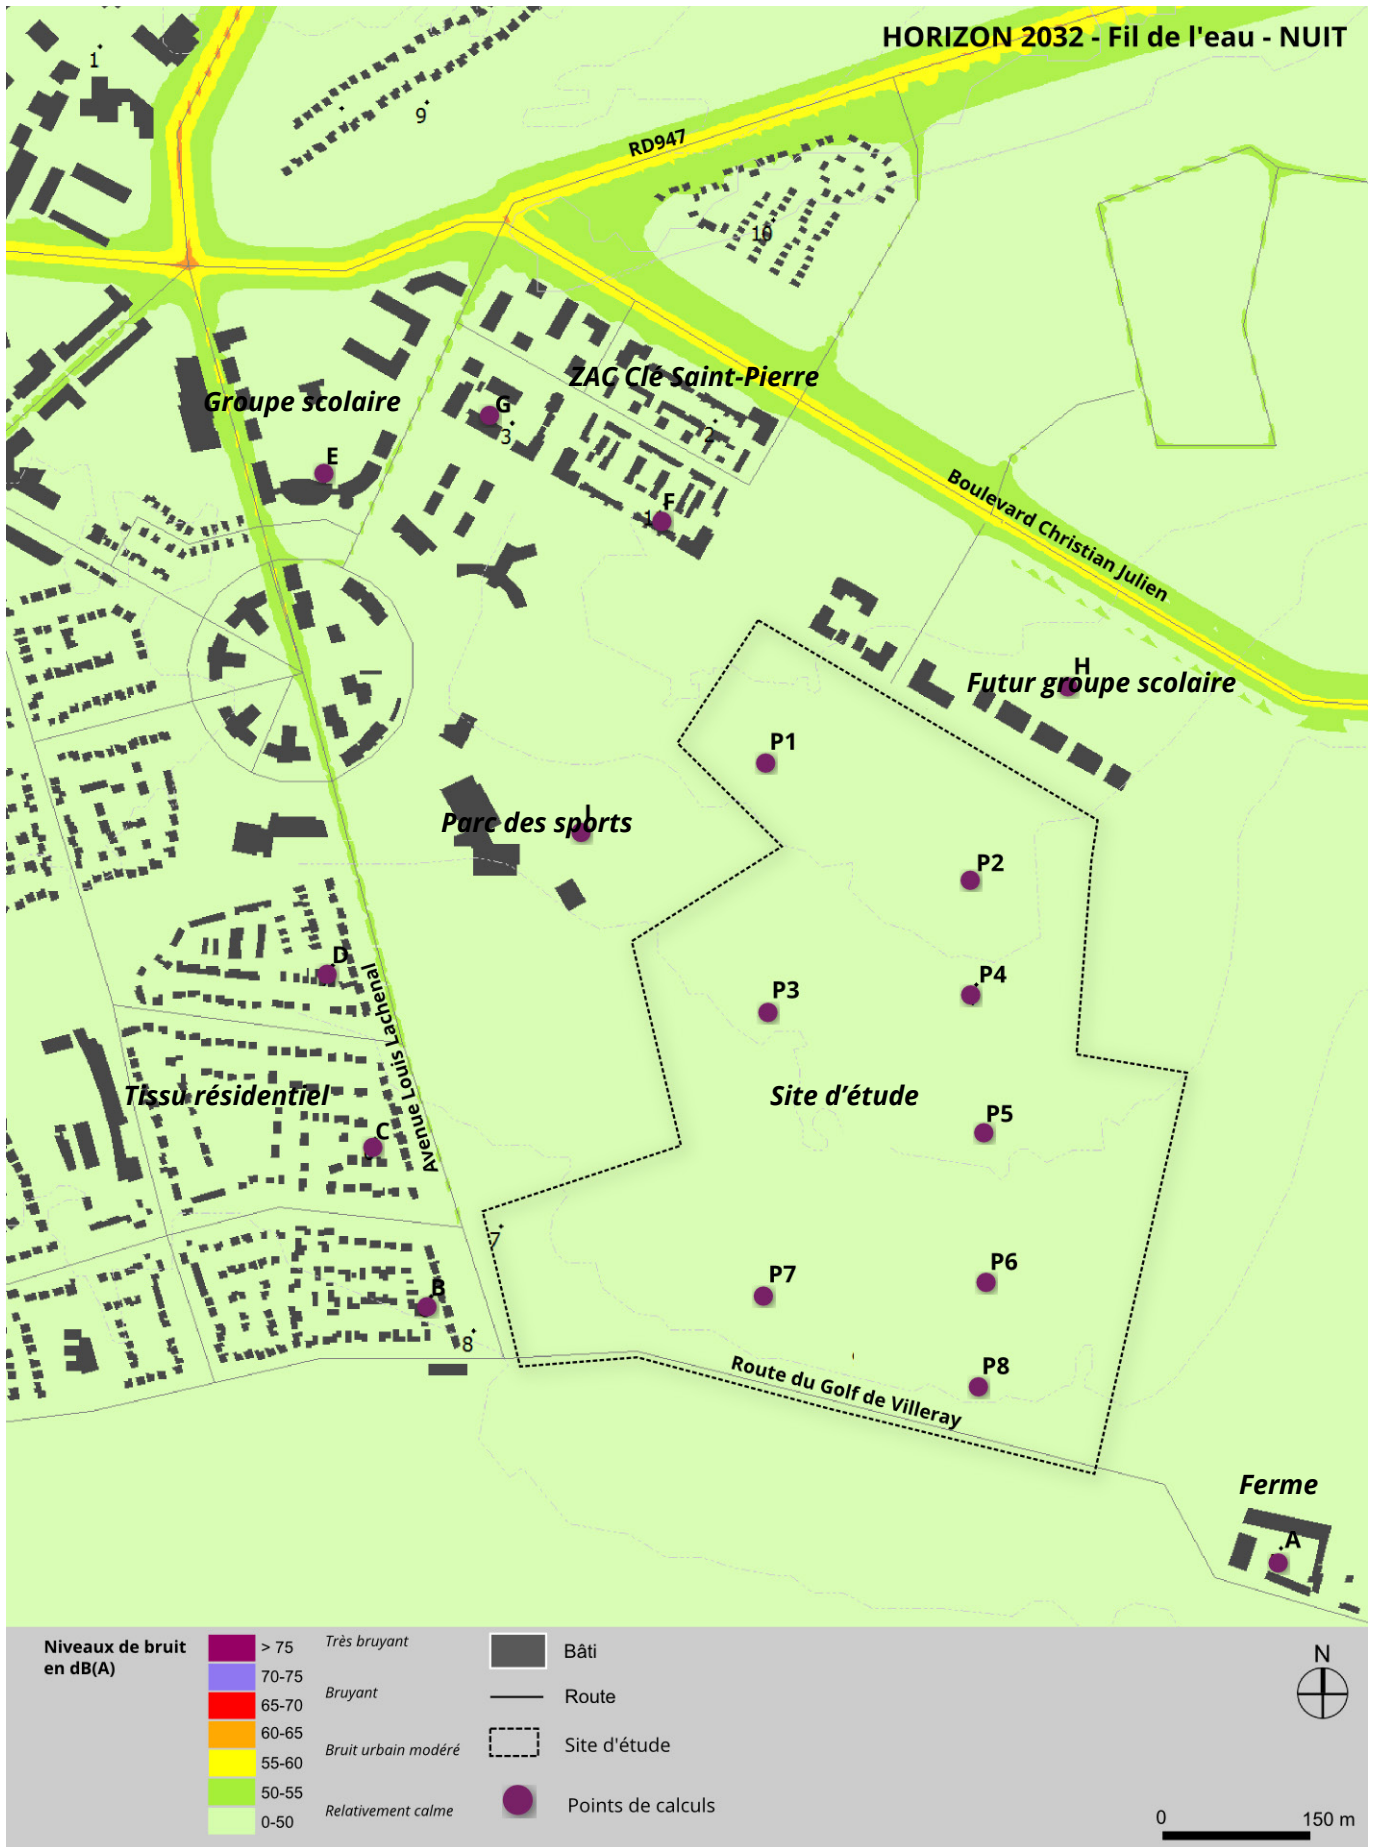 HORIZON 2032 - Fil de l'eau - NUIT
1
9
RD947
10
ZAC Clé Saint-Pierre
Groupe scolaire
G
3
2
E
F
1
Boulevard Christian Julien
H
Futur groupe scolaire
P1
I
Parc des sports
P2
D
P4
P3
Avenue Louis Lachenal
Tissu résidentiel
Site d’étude
P5
C
7
P6
P7
B
8
Route du Golf de Villeray
P8
Ferme
A
Niveaux de bruit
en dB(A)
> 75
70-75
65-70
60-65
55-60
50-55
0-50
Très bruyant
Bruyant
Bruit urbain modéré
Relativement calme
Bâti
Route
Site d'étude
Points de calculs
N
0 150 m